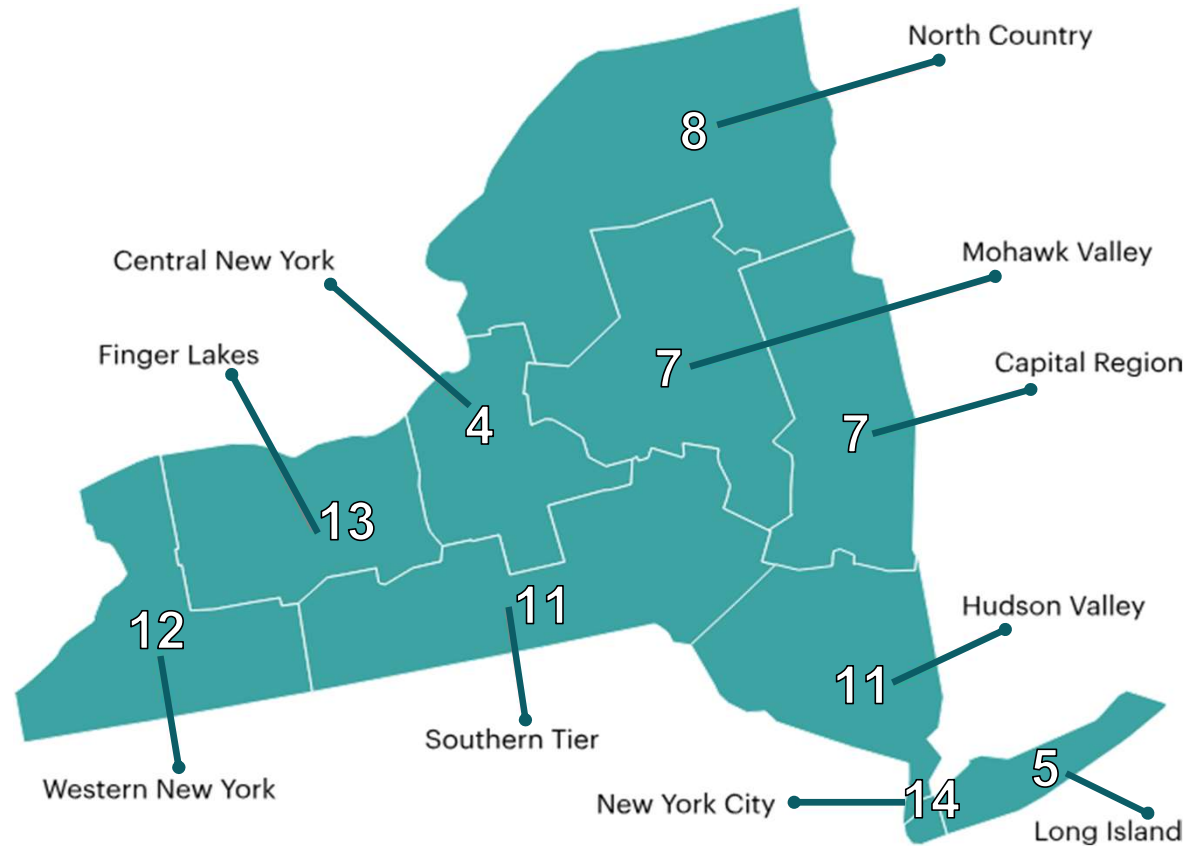 North Country
8
Central New York
Mohawk Valley
Finger Lakes
7
Capital Region
4
7
13
12
11
Hudson Valley
11
Southern Tier
5
Western New York
New York City
14
Long Island